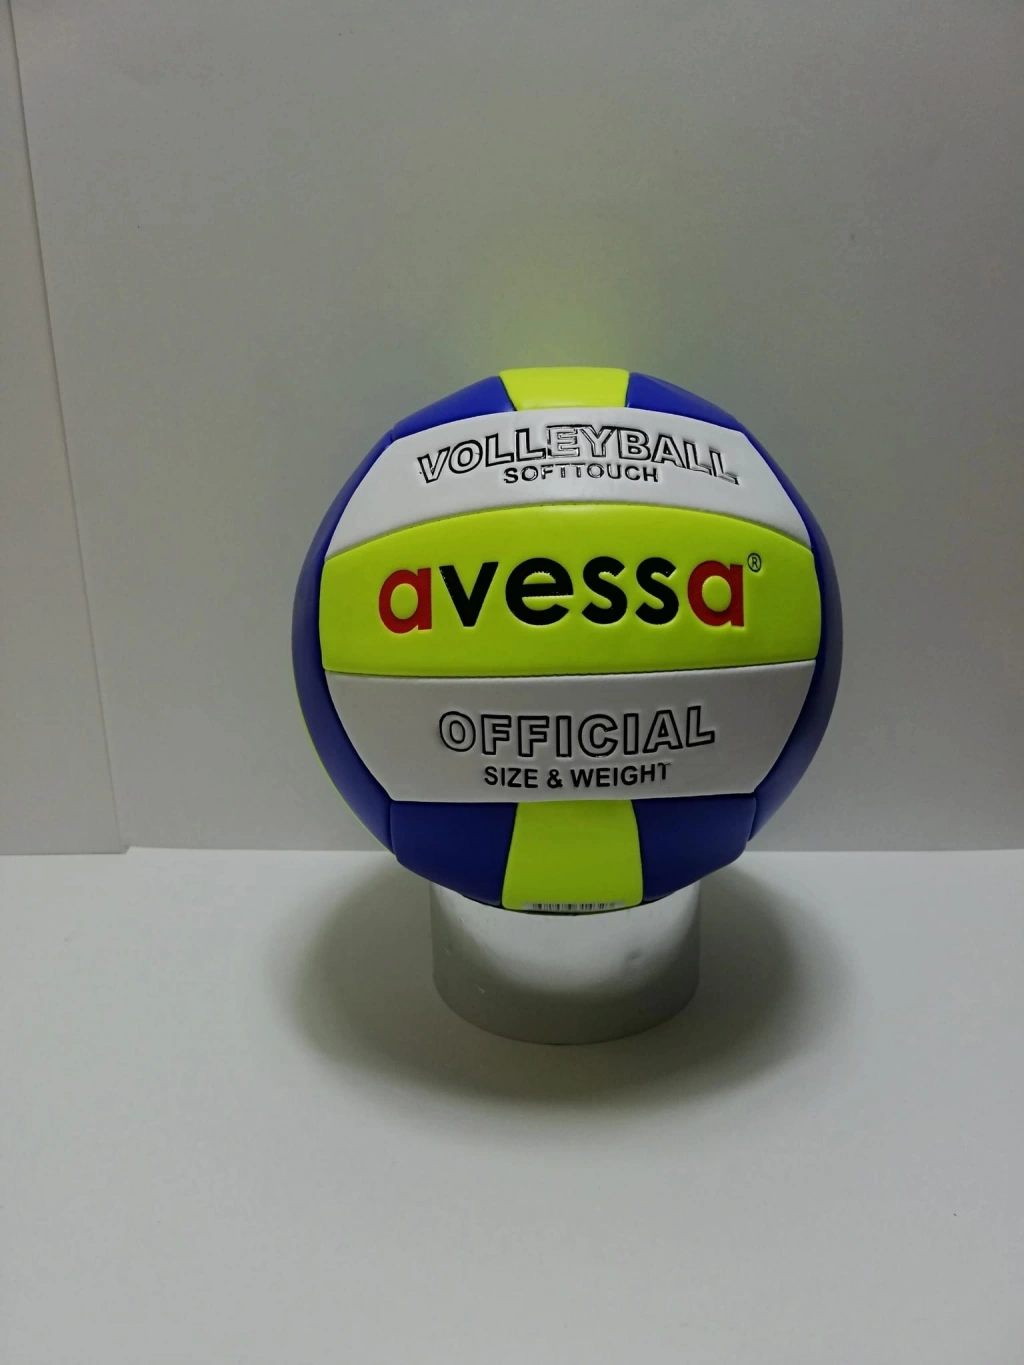 VOLLEYBALL
SOFTTOUCH
avessa®
OFFICIAL
SIZE & WEIGHT